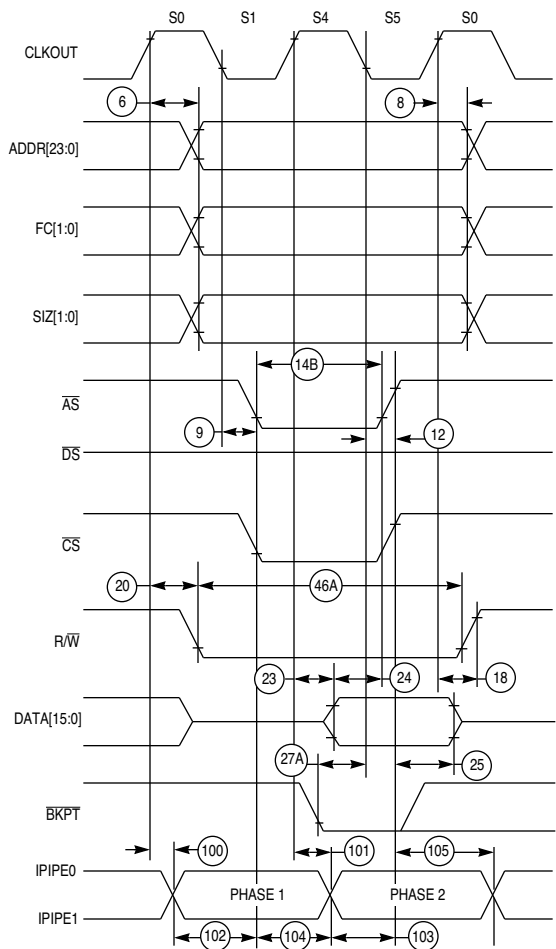 S0 S1 S4 S5 S0
CLKOUT
6 8
ADDR[23:0]
FC[1:0]
SIZ[1:0]
14B
AS
9 12
DS
CS
20 46A
R/W
23 24 18
DATA[15:0]
27A 25
BKPT
100 101 105
IPIPE0
PHASE 1 PHASE 2
IPIPE1
102 104 103